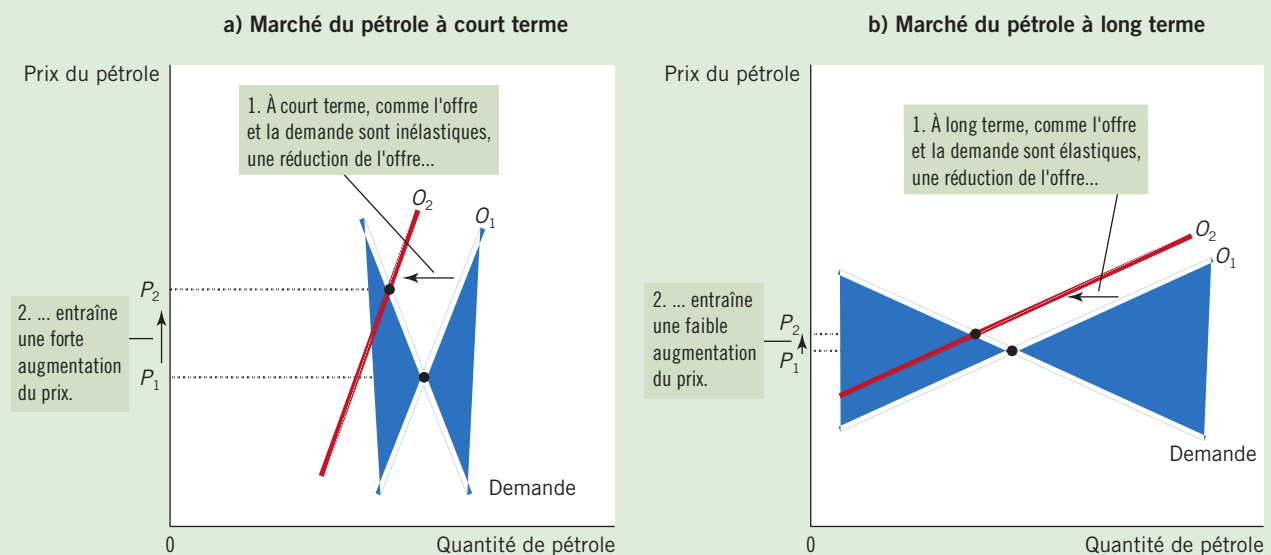 a) Marché du pétrole à court terme
Prix du pétrole
1. À court terme, comme l'offre
et la demande sont inélastiques,
une réduction de l'offre...
O2
O1
P2
2. ... entraîne
une forte
augmentation
du prix.
P1
Demande
0
Quantité de pétrole
b) Marché du pétrole à long terme
Prix du pétrole
1. À long terme, comme l'offre
et la demande sont élastiques,
une réduction de l'offre...
O2
O1
2. ... entraîne
une faible
augmentation
du prix.
P2
P1
Demande
0
Quantité de pétrole